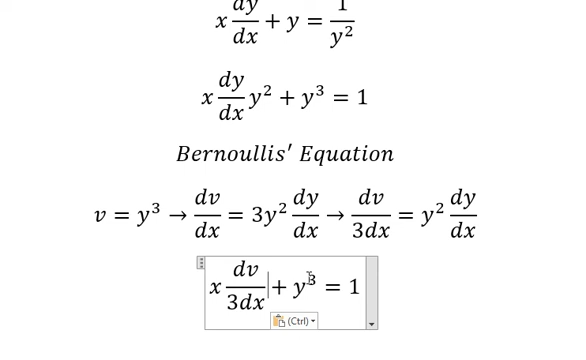 x dy/dx + y = 1/y²
x dy/dx y² + y³ = 1
Bernoullis' Equation
v = y³ → dv/dx = 3y² dy/dx → dv/3dx = y² dy/dx
x dv/3dx + y³ = 1
(Ctrl)